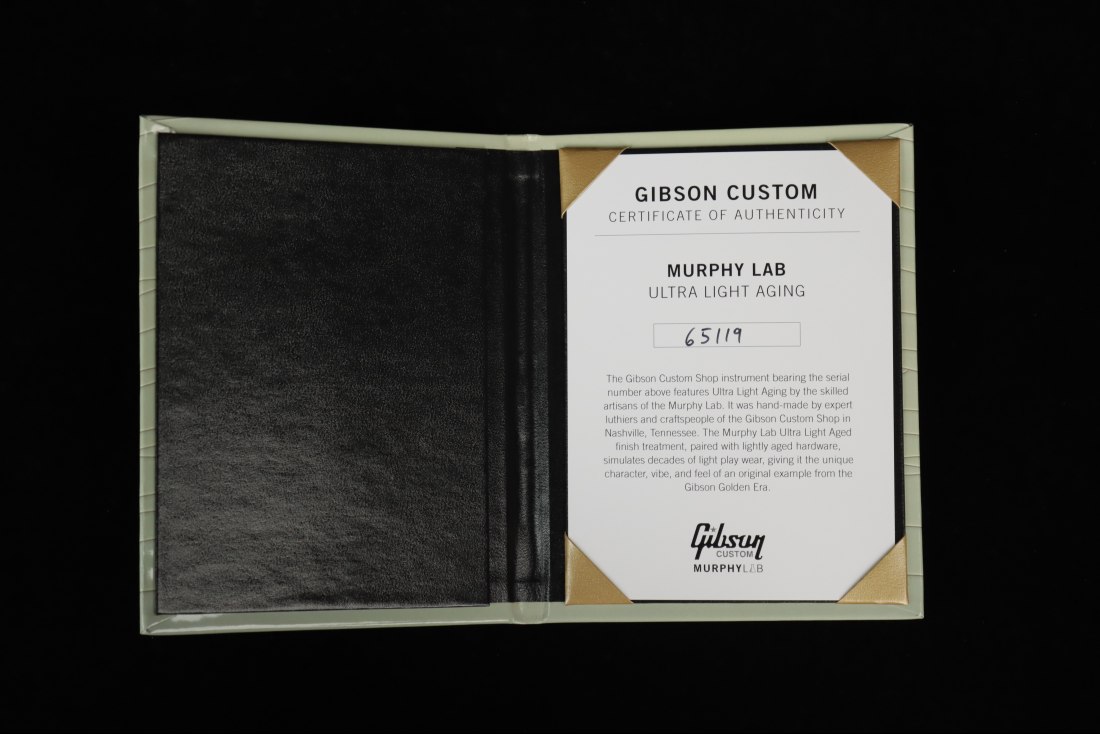 GIBSON CUSTOM
CERTIFICATE OF AUTHENTICITY
MURPHY LAB
ULTRA LIGHT AGING
65119
The Gibson Custom Shop instrument bearing the serial
number above features Ultra Light Aging by the skilled
artisans of the Murphy Lab. It was hand-made by expert
luthiers and craftspeople of the Gibson Custom Shop in
Nashville, Tennessee. The Murphy Lab Ultra Light Aged
finish treatment, paired with lightly aged hardware,
simulates decades of light play wear, giving it the unique
character, vibe, and feel of an original example from the
Gibson Golden Era.
Gibson
CUSTOM
MURPHYLAB